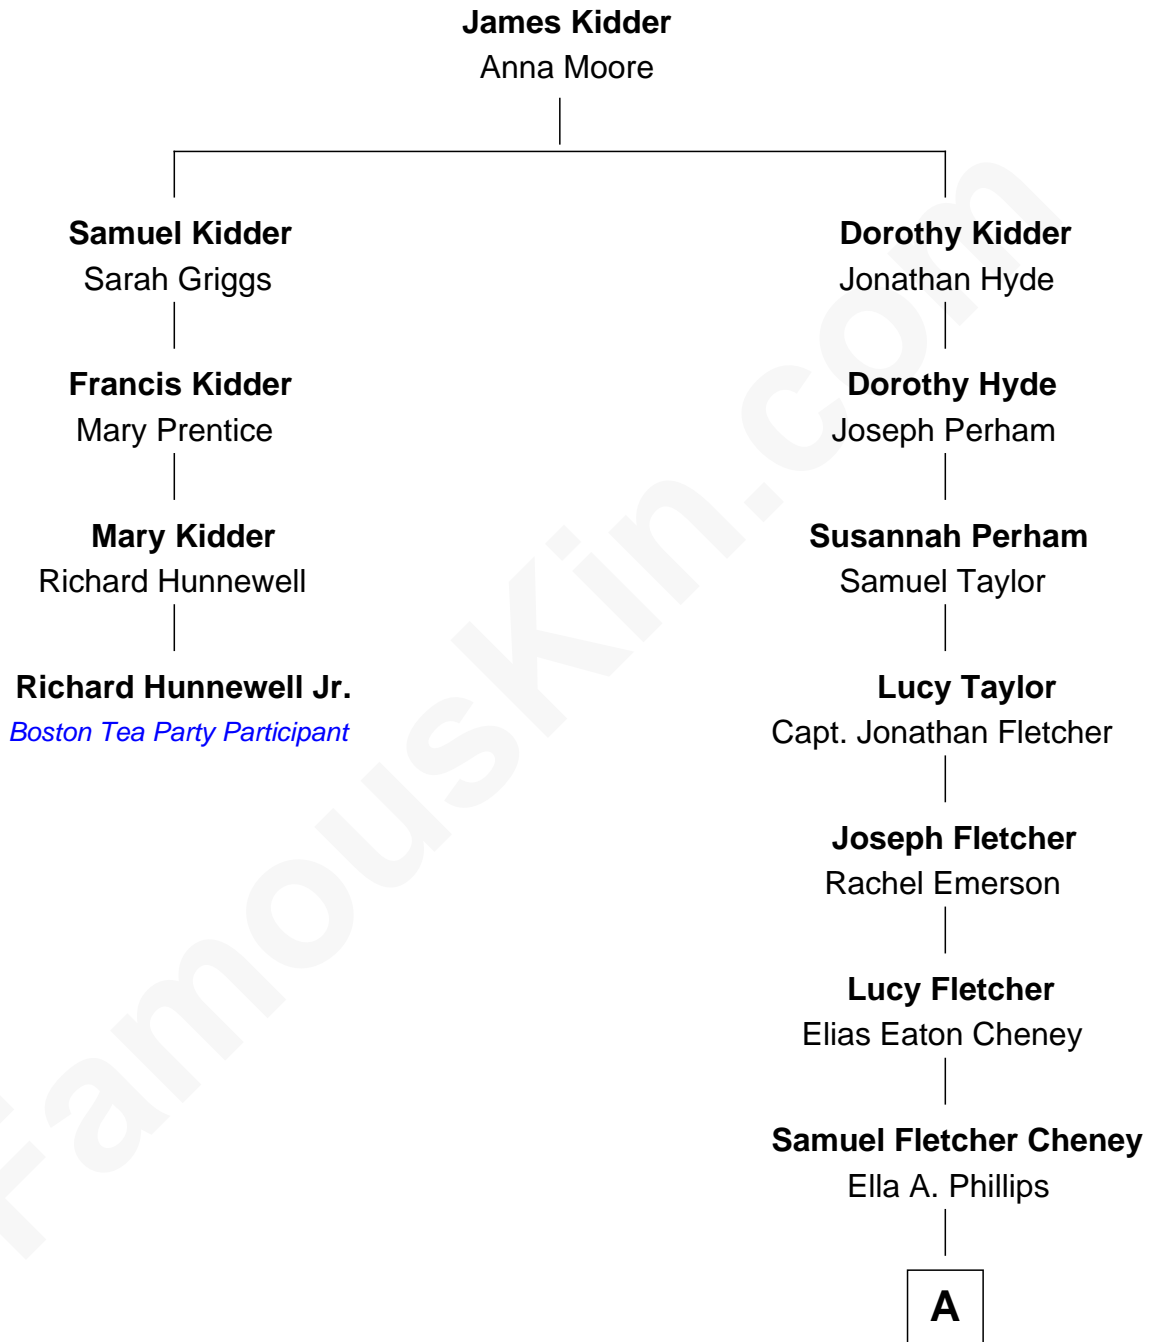 James Kidder
Anna Moore
Samuel Kidder
Sarah Griggs
Francis Kidder
Mary Prentice
Mary Kidder
Richard Hunnewell
Richard Hunnewell Jr.
Boston Tea Party Participant
Dorothy Kidder
Jonathan Hyde
Dorothy Hyde
Joseph Perham
Susannah Perham
Samuel Taylor
Lucy Taylor
Capt. Jonathan Fletcher
Joseph Fletcher
Rachel Emerson
Lucy Fletcher
Elias Eaton Cheney
Samuel Fletcher Cheney
Ella A. Phillips
A
FamousKin.com